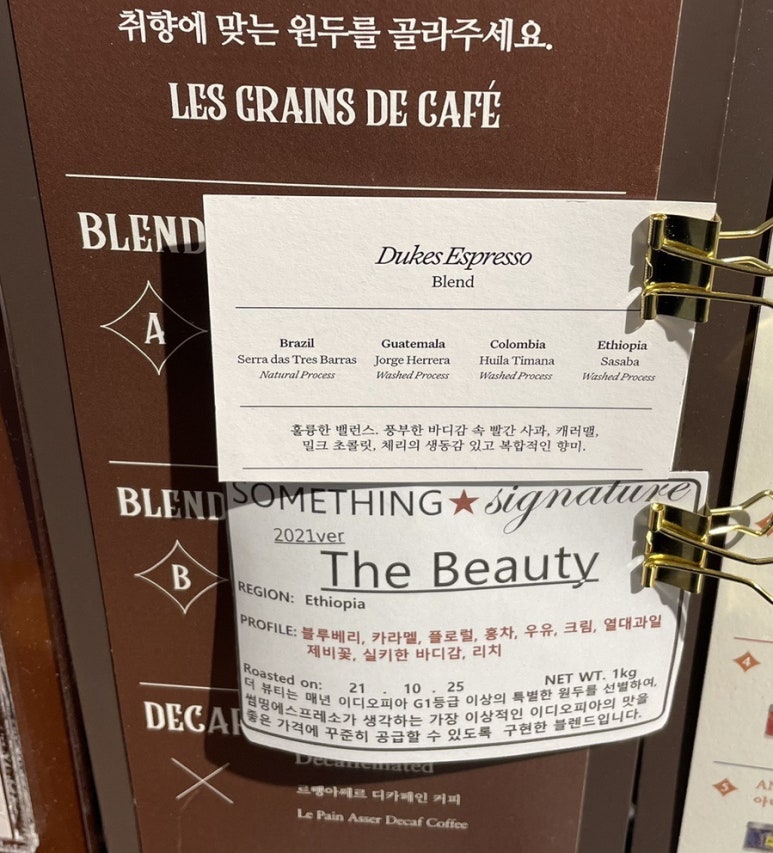 취향에 맞는 원두를 골라주세요.
LES GRAINS DE CAFÉ
BLEND
A
Dukes Espresso
Blend
Brazil Guatemala Colombia Ethiopia
Serra das Tres Barras Jorge Herrera Huila Timana Sasaba
Natural Process Washed Process Washed Process Washed Process
훌륭한 밸런스. 풍부한 바디감 속 빨간 사과, 캐러맬,
밀크 초콜릿, 체리의 생동감 있고 복합적인 향미.
BLEND
B
SOMETHING★signature
2021ver
The Beauty
REGION: Ethiopia
PROFILE: 블루베리, 카라멜, 플로럴, 홍차, 우유, 크림, 열대과일
제비꽃, 실키한 바디감, 리치
Roasted on: 21 . 10 . 25 NET WT. 1kg
더 뷰티는 매년 이디오피아 G1등급 이상의 특별한 원두를 선별하여,
썸띵에스프레소가 생각하는 가장 이상적인 이디오피아의 맛을
좋은 가격에 꾸준히 공급할 수 있도록 구현한 블렌드입니다.
DECAF
Decaffeinated
르뺑아쎄르 디카페인 커피
Le Pain Asser Decaf Coffee
4
5